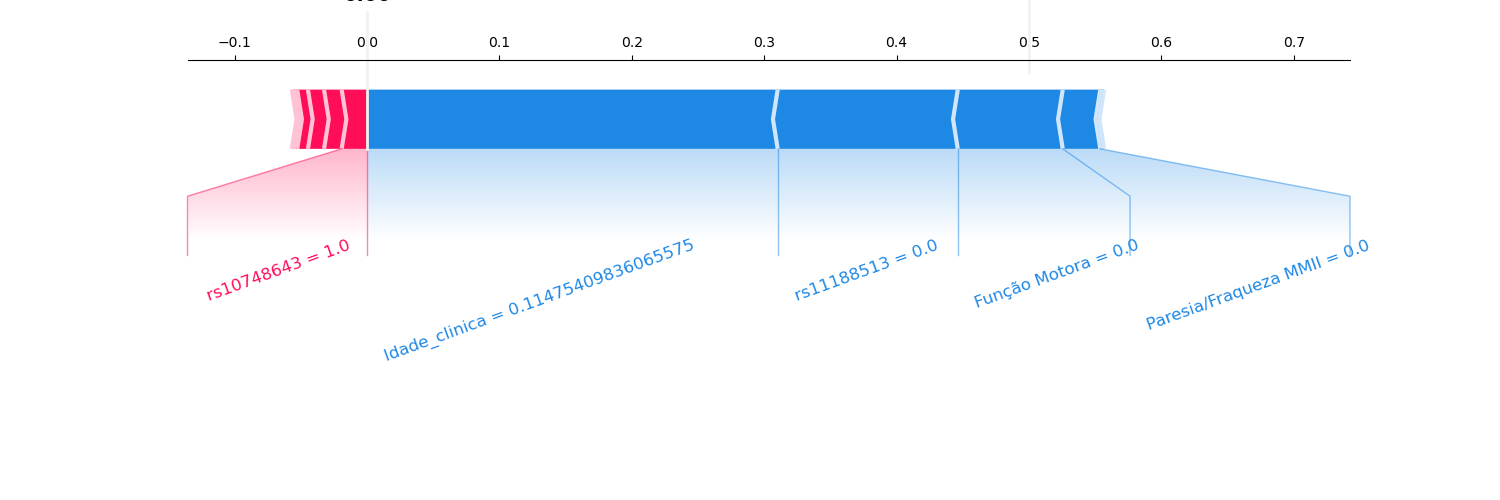 −0.1 0.0 0.1 0.2 0.3 0.4 0.5 0.6 0.7
rs10748643 = 1.0
Idade_clinica = 0.11475409836065575
rs11188513 = 0.0
Função Motora = 0.0
Paresia/Fraqueza MMII = 0.0